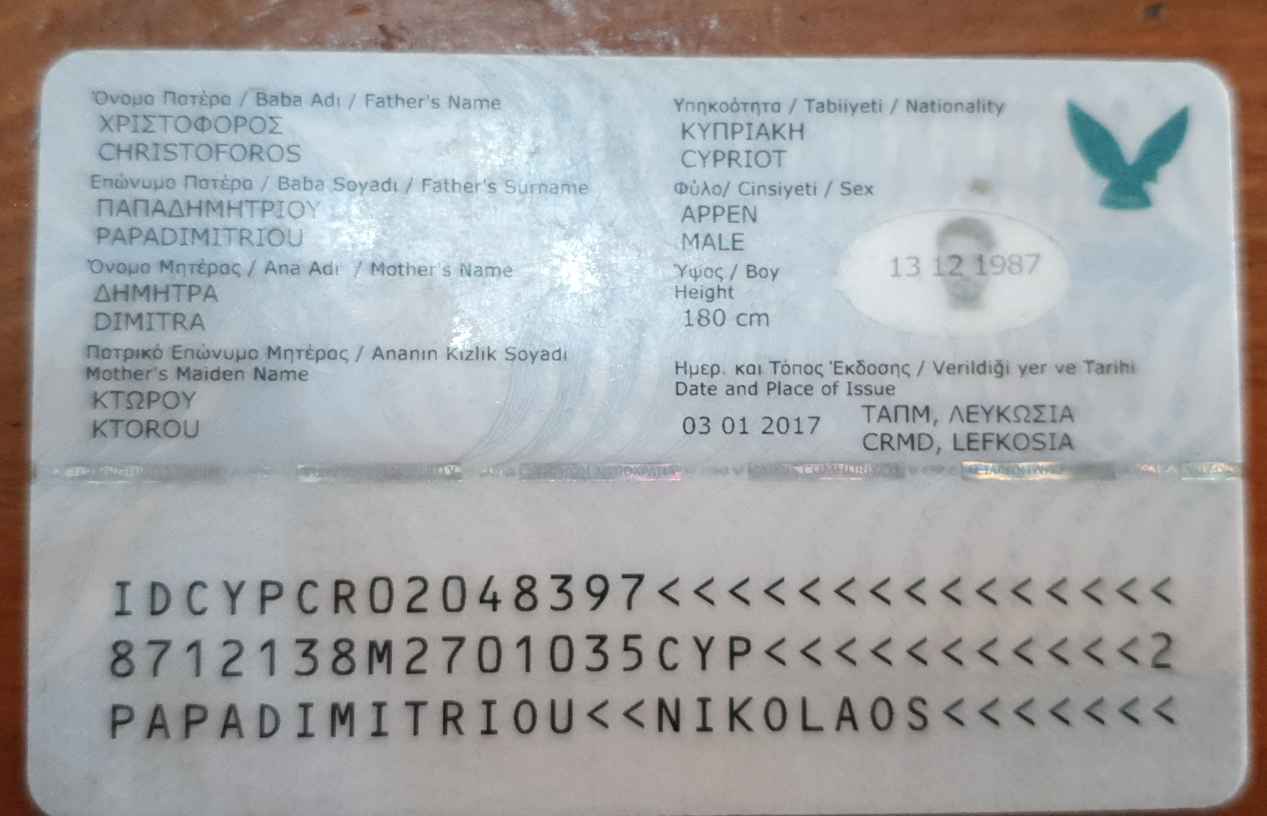 Όνομα Πατέρα / Baba Adı / Father's Name
ΧΡΙΣΤΟΦΟΡΟΣ
CHRISTOFOROS
Επώνυμο Πατέρα / Baba Soyadı / Father's Surname
ΠΑΠΑΔΗΜΗΤΡΙΟΥ
PAPADIMITRIOU
Όνομα Μητέρας / Ana Adı / Mother's Name
ΔΗΜΗΤΡΑ
DIMITRA
Πατρικό Επώνυμο Μητέρας / Ananın Kızlık Soyadı
Mother's Maiden Name
ΚΤΩΡΟΥ
KTOROU
Υπηκοότητα / Tabiiyeti / Nationality
ΚΥΠΡΙΑΚΗ
CYPRIOT
Φύλο/ Cinsiyeti / Sex
ΑΡΡΕΝ
MALE
Ύψος / Boy
Height
180 cm
13 12 1987
Ημερ. και Τόπος Έκδοσης / Verildiği yer ve Tarihi
Date and Place of Issue
03 01 2017
ΤΑΠΜ, ΛΕΥΚΩΣΙΑ
CRMD, LEFKOSIA
IDCYPCR02048397<<<<<<<<<<<<<<<
8712138M2701035CYP<<<<<<<<<<<2
PAPADIMITRIOU<<NIKOLAOS<<<<<<<